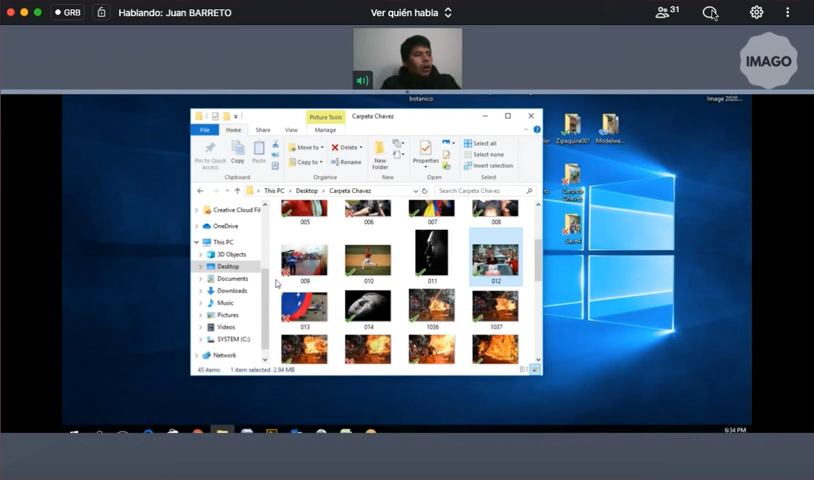 GRB
Hablando: Juan BARRETO
Ver quién habla
31
IMAGO
botanico
Image 2020...
Zipaquira001
Modelwe...
Carpeta Chavez
Picture Tools
Carpeta Chavez
File
Home
Share
View
Manage
Pin to Quick access
Copy
Paste
Move to
Copy to
Delete
Rename
New Folder
Properties
Select all
Select none
Invert selection
Clipboard
Organise
New
Open
Select
This PC
Desktop
Carpeta Chavez
Search Carpeta Chavez
Creative Cloud Fil
OneDrive
This PC
3D Objects
Desktop
Documents
Downloads
Music
Pictures
Videos
SYSTEM (C:)
Network
005
006
007
008
009
010
011
012
013
014
1036
1037
45 items
1 item selected 2.94 MB
6:34 PM